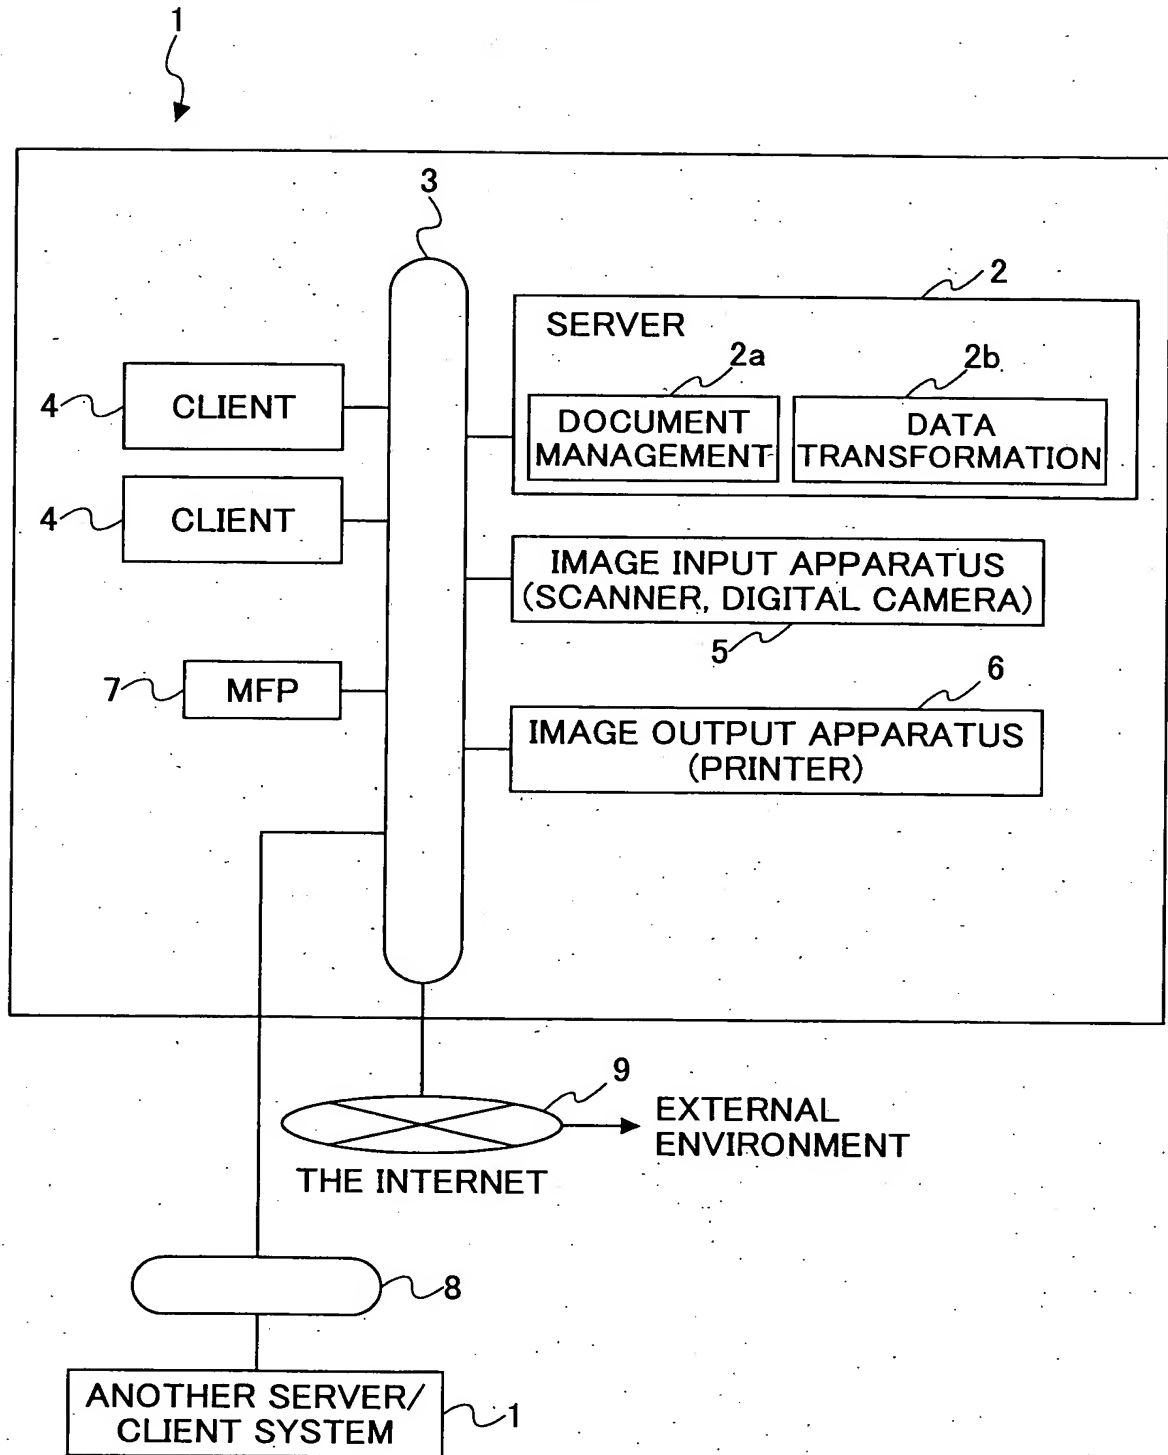 1
3
2
SERVER
2a
2b
4
CLIENT
DOCUMENT
MANAGEMENT
DATA
TRANSFORMATION
4
CLIENT
IMAGE INPUT APPARATUS
(SCANNER, DIGITAL CAMERA)
5
7
MFP
6
IMAGE OUTPUT APPARATUS
(PRINTER)
9
EXTERNAL
ENVIRONMENT
THE INTERNET
8
ANOTHER SERVER/
CLIENT SYSTEM
1